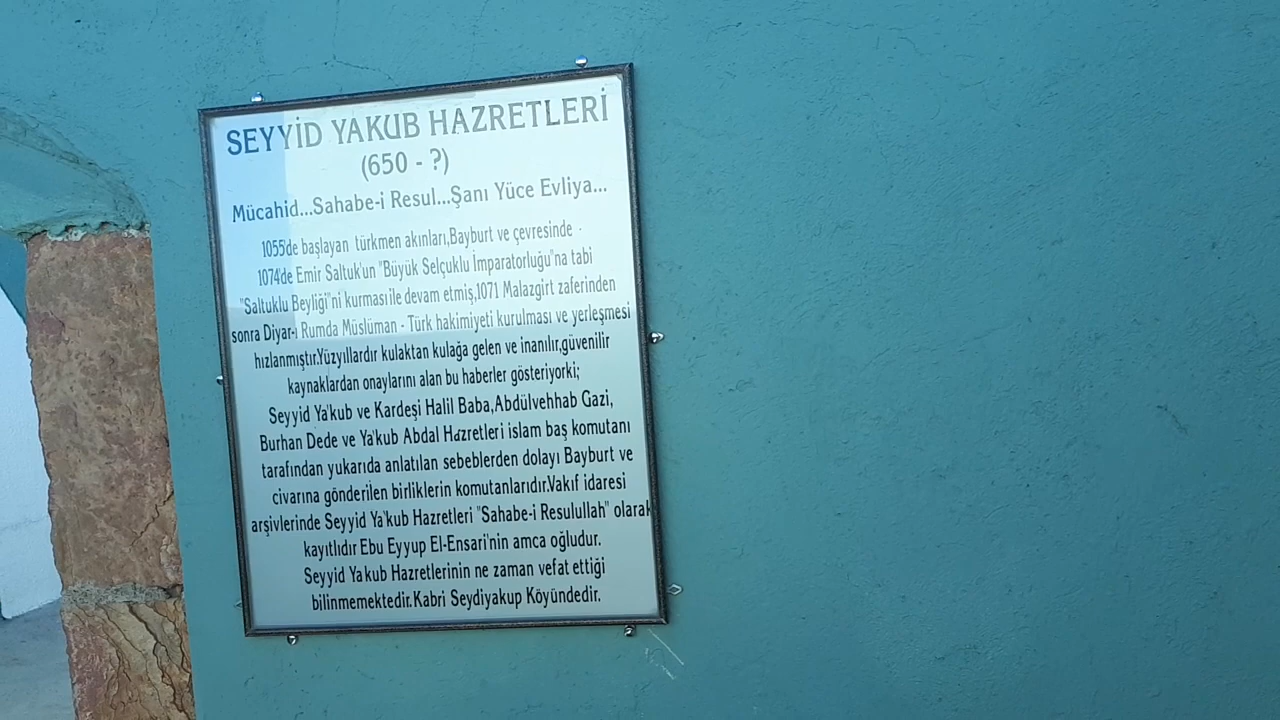 SEYYİD YAKUB HAZRETLERİ
(650 - ?)
Mücahid...Sahabe-i Resul...Şanı Yüce Evliya...
1055'de başlayan türkmen akınları,Bayburt ve çevresinde
1074'de Emir Saltuk'un "Büyük Selçuklu İmparatorluğu"na tabi
"Saltuklu Beyliği"ni kurması ile devam etmiş,1071 Malazgirt zaferinden
sonra Diyar-ı Rumda Müslüman - Türk hakimiyeti kurulması ve yerleşmesi
hızlanmıştır.Yüzyıllardır kulaktan kulağa gelen ve inanılır,güvenilir
kaynaklardan onaylarını alan bu haberler gösteriyorki;
Seyyid Ya'kub ve Kardeşi Halil Baba,Abdülvehhab Gazi,
Burhan Dede ve Ya'kub Abdal Hazretleri islam baş komutanı
tarafından yukarıda anlatılan sebeblerden dolayı Bayburt ve
civarına gönderilen birliklerin komutanlarıdır.Vakıf idaresi
arşivlerinde Seyyid Ya'kub Hazretleri "Sahabe-i Resulullah" olarak
kayıtlıdır Ebu Eyyup El-Ensari'nin amca oğludur.
Seyyid Ya kub Hazretlerinin ne zaman vefat ettiği
bilinmemektedir.Kabri Seydiyakup Köyündedir.